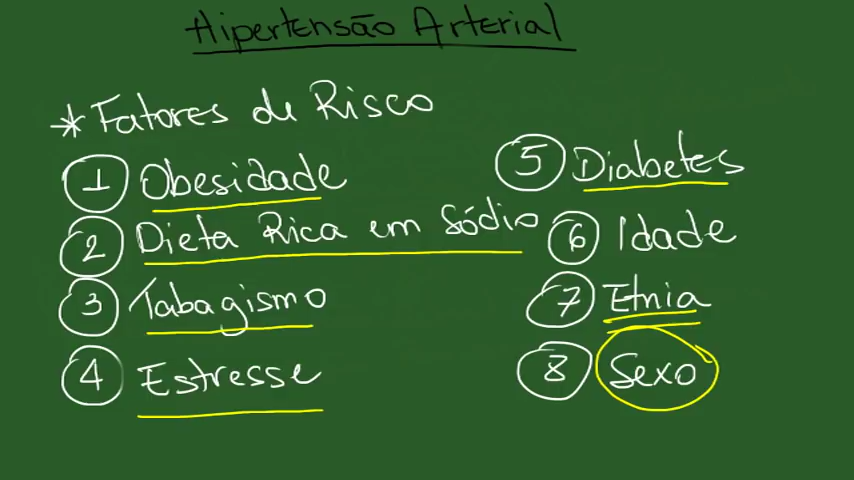 Hipertensão Arterial
* Fatores de Risco
1 Obesidade
2 Dieta Rica em Sódio
3 Tabagismo
4 Estresse
5 Diabetes
6 Idade
7 Etnia
8 Sexo